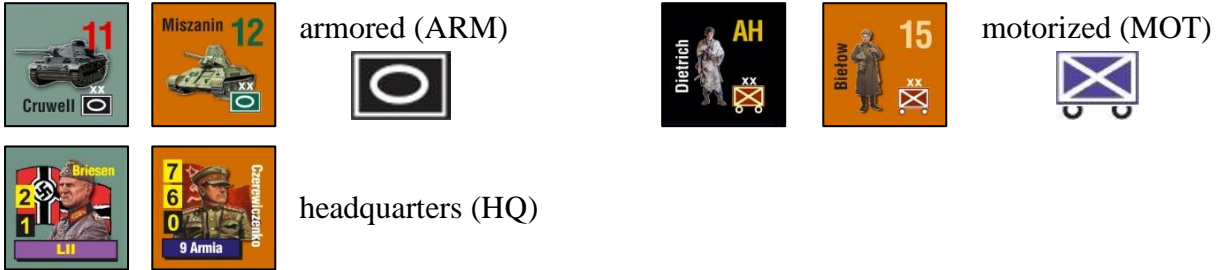 11
Cruwell
XX
Miszanin
12
XX
armored (ARM)
Dietrich
AH
XX
Biełow
15
XX
motorized (MOT)
Briesen
2
1
LII
7
6
0
Czerewiczenko
9 Armia
headquarters (HQ)